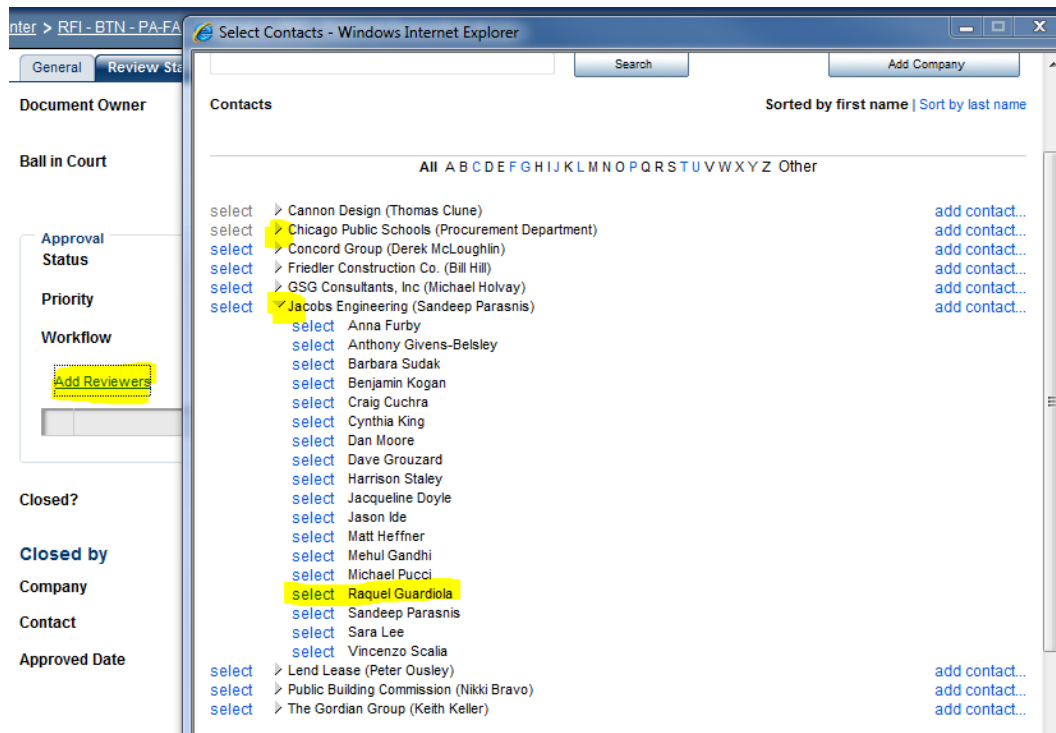 nter > RFI - BTN - PA-FA
Select Contacts - Windows Internet Explorer
General
Review Sta
Search
Add Company
Document Owner
Contacts
Sorted by first name | Sort by last name
Ball in Court
All A B C D E F G H I J K L M N O P Q R S T U V W X Y Z Other
select Cannon Design (Thomas Clune) add contact...
select Chicago Public Schools (Procurement Department) add contact...
select Concord Group (Derek McLoughlin) add contact...
select Friedler Construction Co. (Bill Hill) add contact...
select GSG Consultants, Inc (Michael Holvay) add contact...
select Jacobs Engineering (Sandeep Parasnis) add contact...
select Anna Furby
select Anthony Givens-Belsley
select Barbara Sudak
select Benjamin Kogan
select Craig Cuchra
select Cynthia King
select Dan Moore
select Dave Grouzard
select Harrison Staley
select Jacqueline Doyle
select Jason Ide
select Matt Heffner
select Mehul Gandhi
select Michael Pucci
select Raquel Guardiola
select Sandeep Parasnis
select Sara Lee
select Vincenzo Scalia
select Lend Lease (Peter Ousley) add contact...
select Public Building Commission (Nikki Bravo) add contact...
select The Gordian Group (Keith Keller) add contact...
Approval
Status
Priority
Workflow
Add Reviewers
Closed?
Closed by
Company
Contact
Approved Date